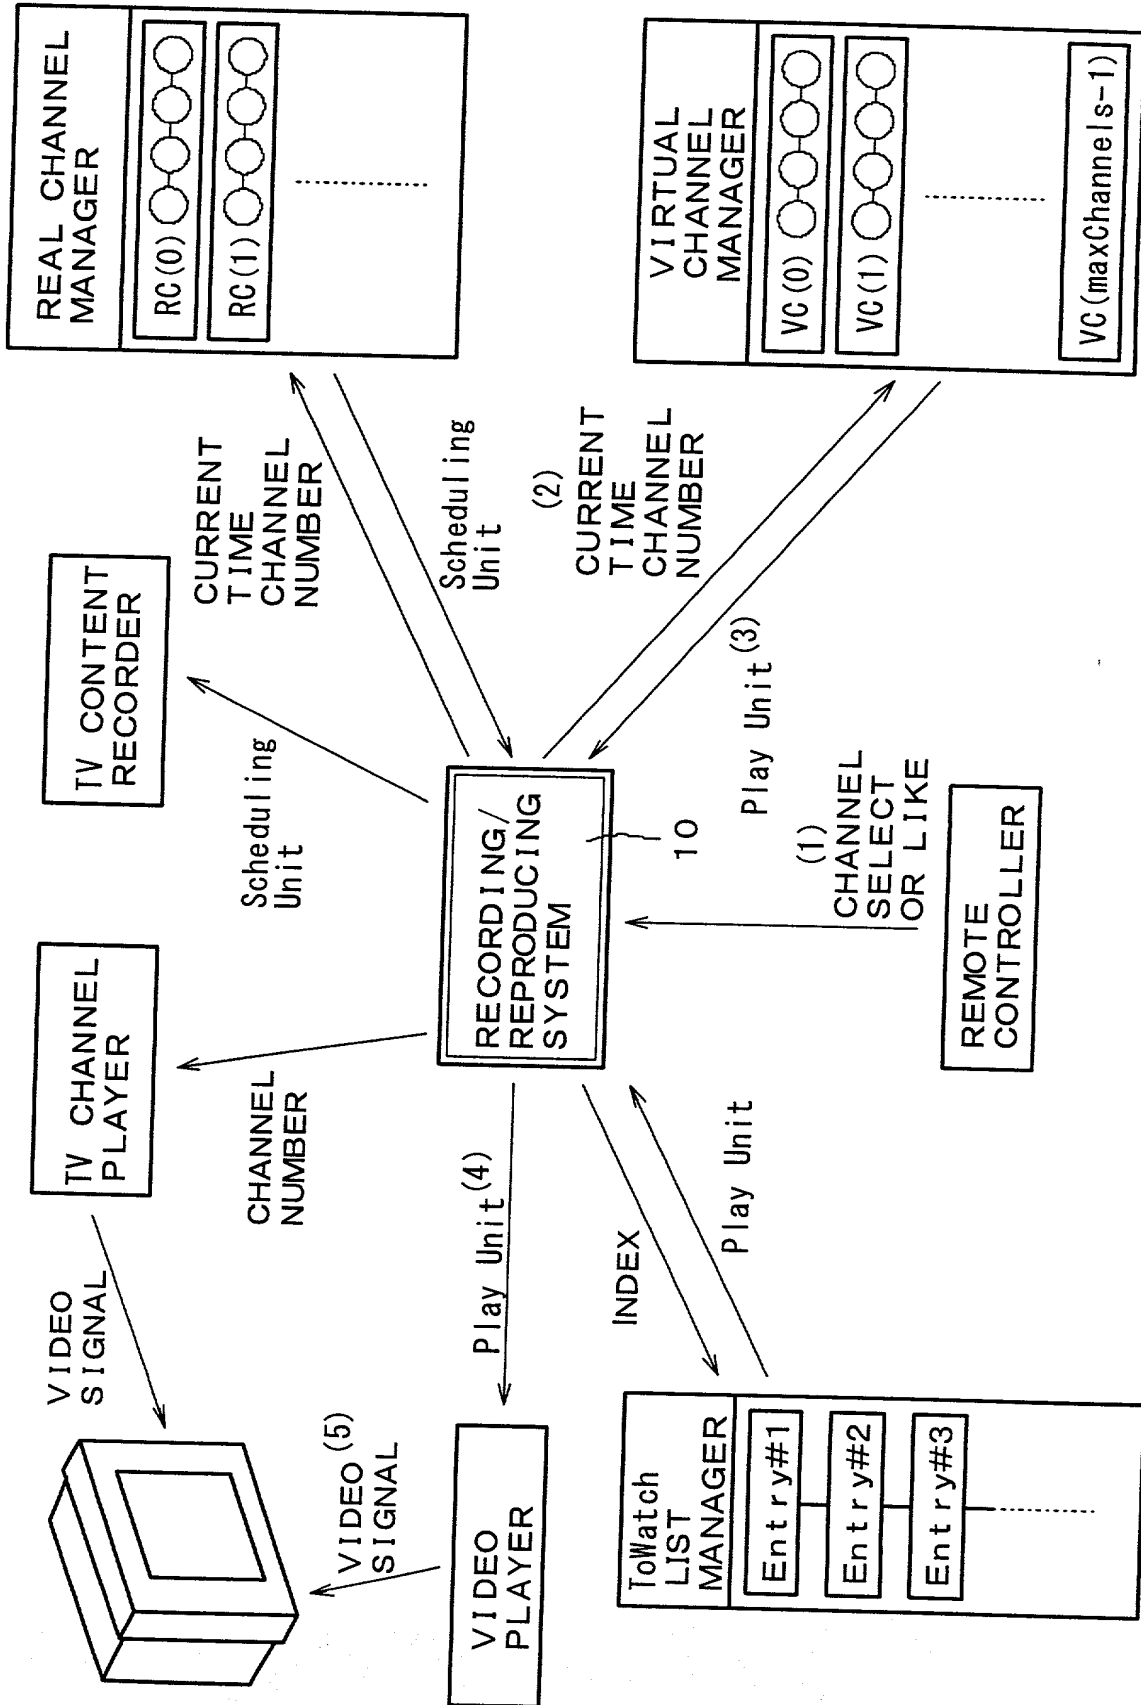 VIDEO
SIGNAL
TV CHANNEL
PLAYER
TV CONTENT
RECORDER
REAL CHANNEL
MANAGER
RC(0)
RC(1)
CHANNEL
NUMBER
Scheduling
Unit
CURRENT
TIME
CHANNEL
NUMBER
Scheduling
Unit
VIDEO(5)
SIGNAL
VIDEO
PLAYER
Play Unit(4)
RECORDING/
REPRODUCING
SYSTEM
10
(2)
CURRENT
TIME
CHANNEL
NUMBER
Play Unit(3)
VIRTUAL
CHANNEL
MANAGER
VC(0)
VC(1)
VC(maxChannels-1)
INDEX
Play Unit
ToWatch
LIST
MANAGER
Entry#1
Entry#2
Entry#3
(1)
CHANNEL
SELECT
OR LIKE
REMOTE
CONTROLLER